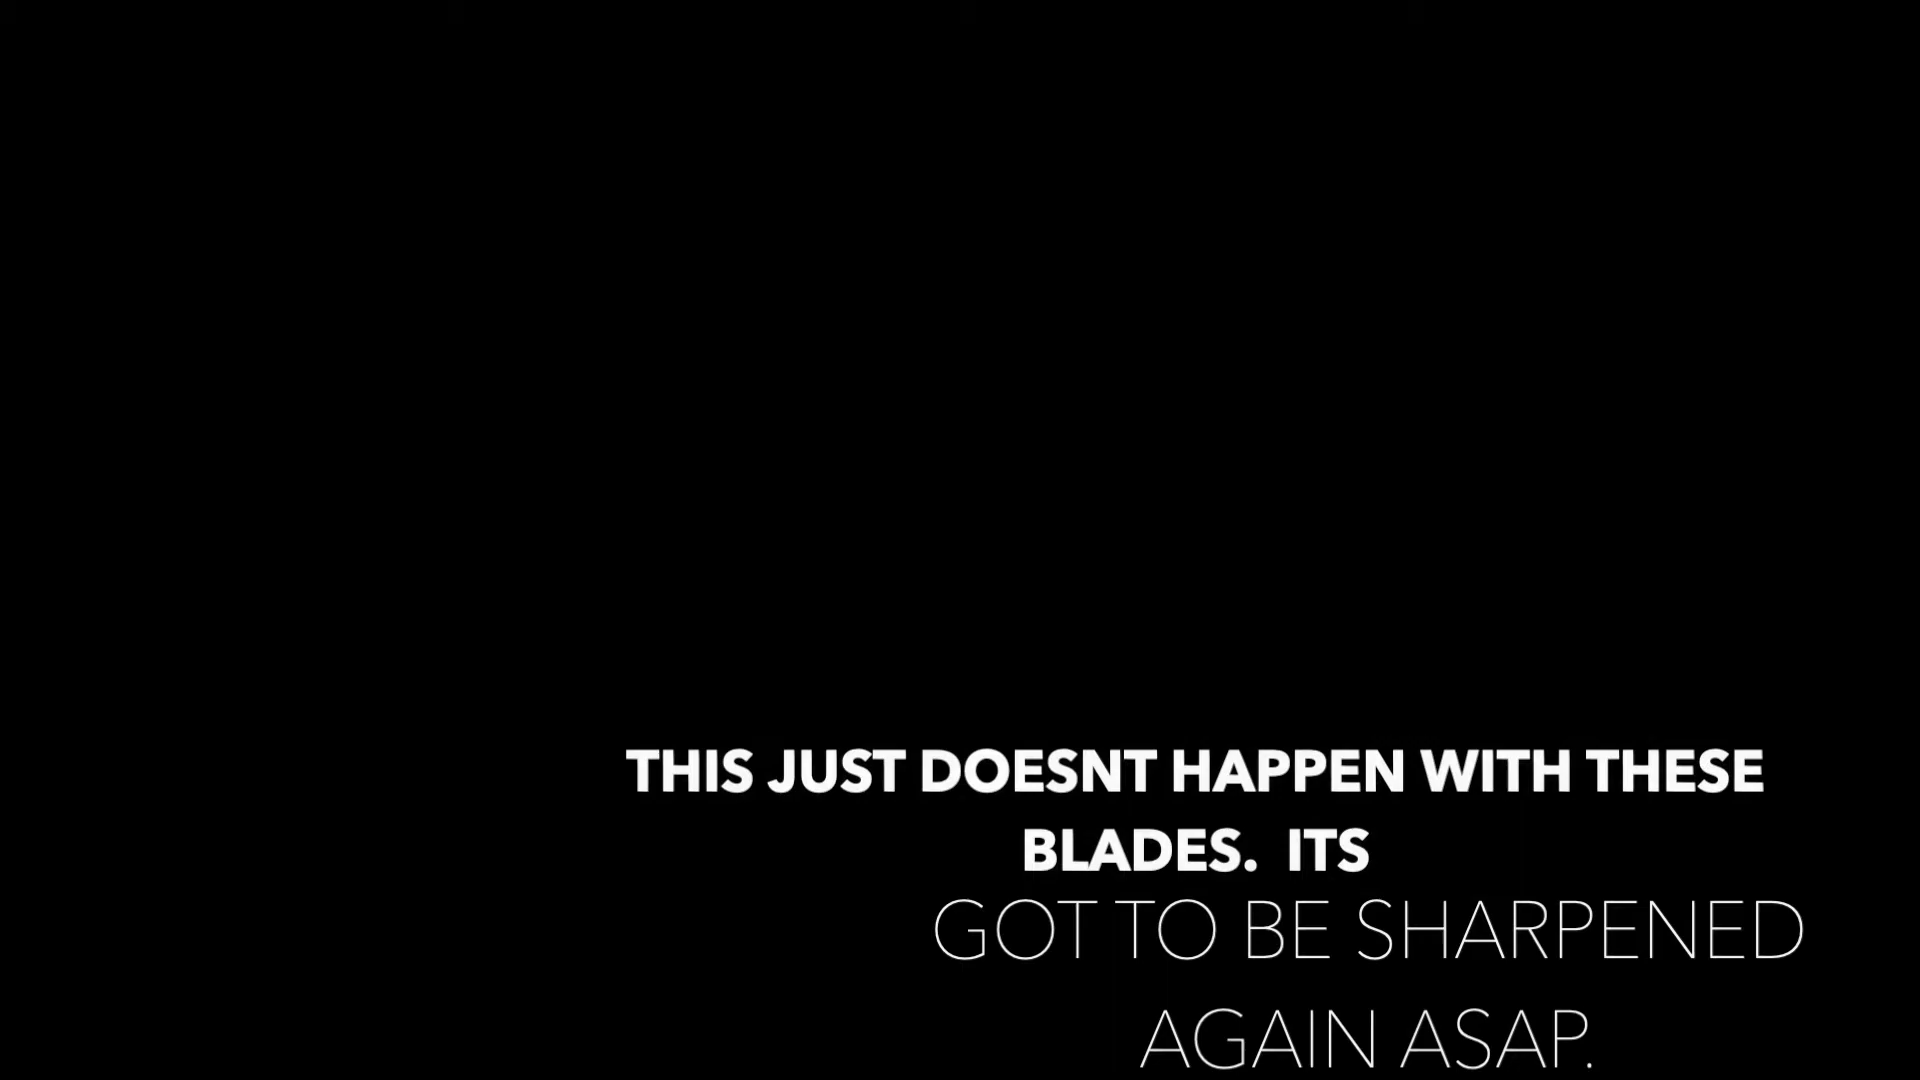 THIS JUST DOESNT HAPPEN WITH THESE
BLADES.  ITS
GOT TO BE SHARPENED
AGAIN ASAP.